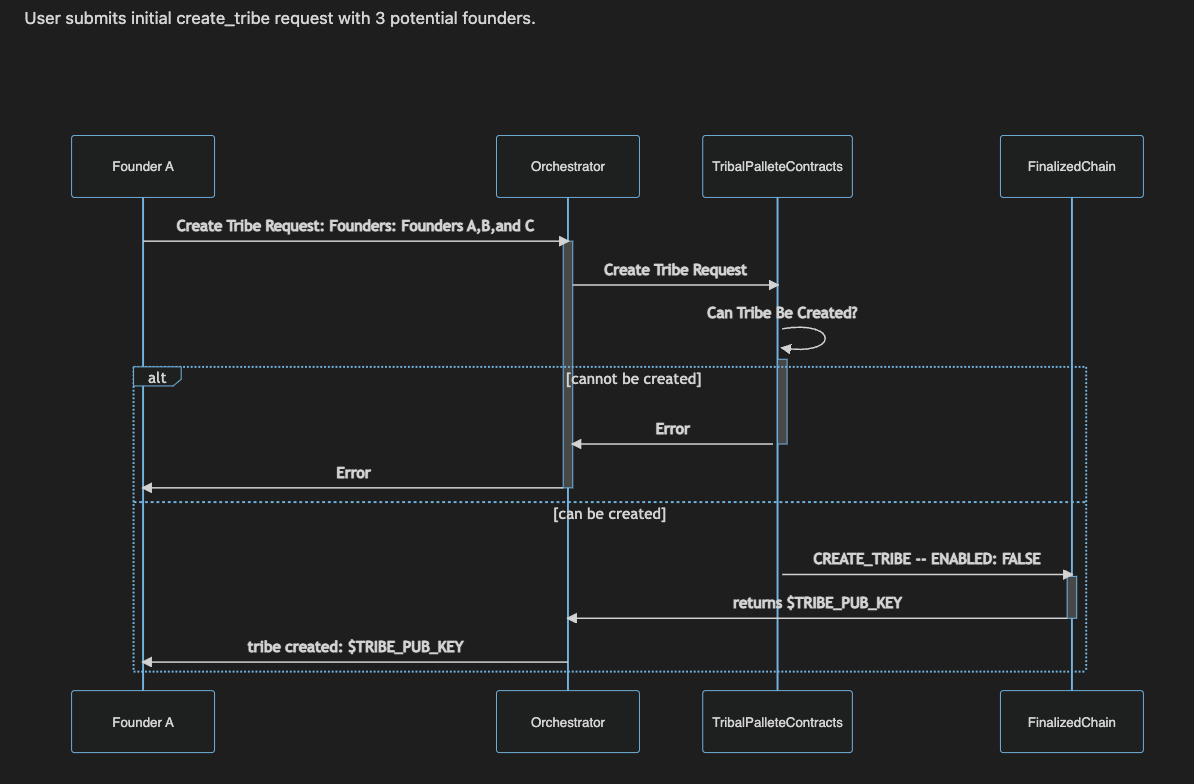 User submits initial create_tribe request with 3 potential founders.
Founder A
Orchestrator
TribalPalleteContracts
FinalizedChain
Create Tribe Request: Founders: Founders A,B,and C
Create Tribe Request
Can Tribe Be Created?
alt
[cannot be created]
Error
Error
[can be created]
CREATE_TRIBE -- ENABLED: FALSE
returns $TRIBE_PUB_KEY
tribe created: $TRIBE_PUB_KEY
Founder A
Orchestrator
TribalPalleteContracts
FinalizedChain